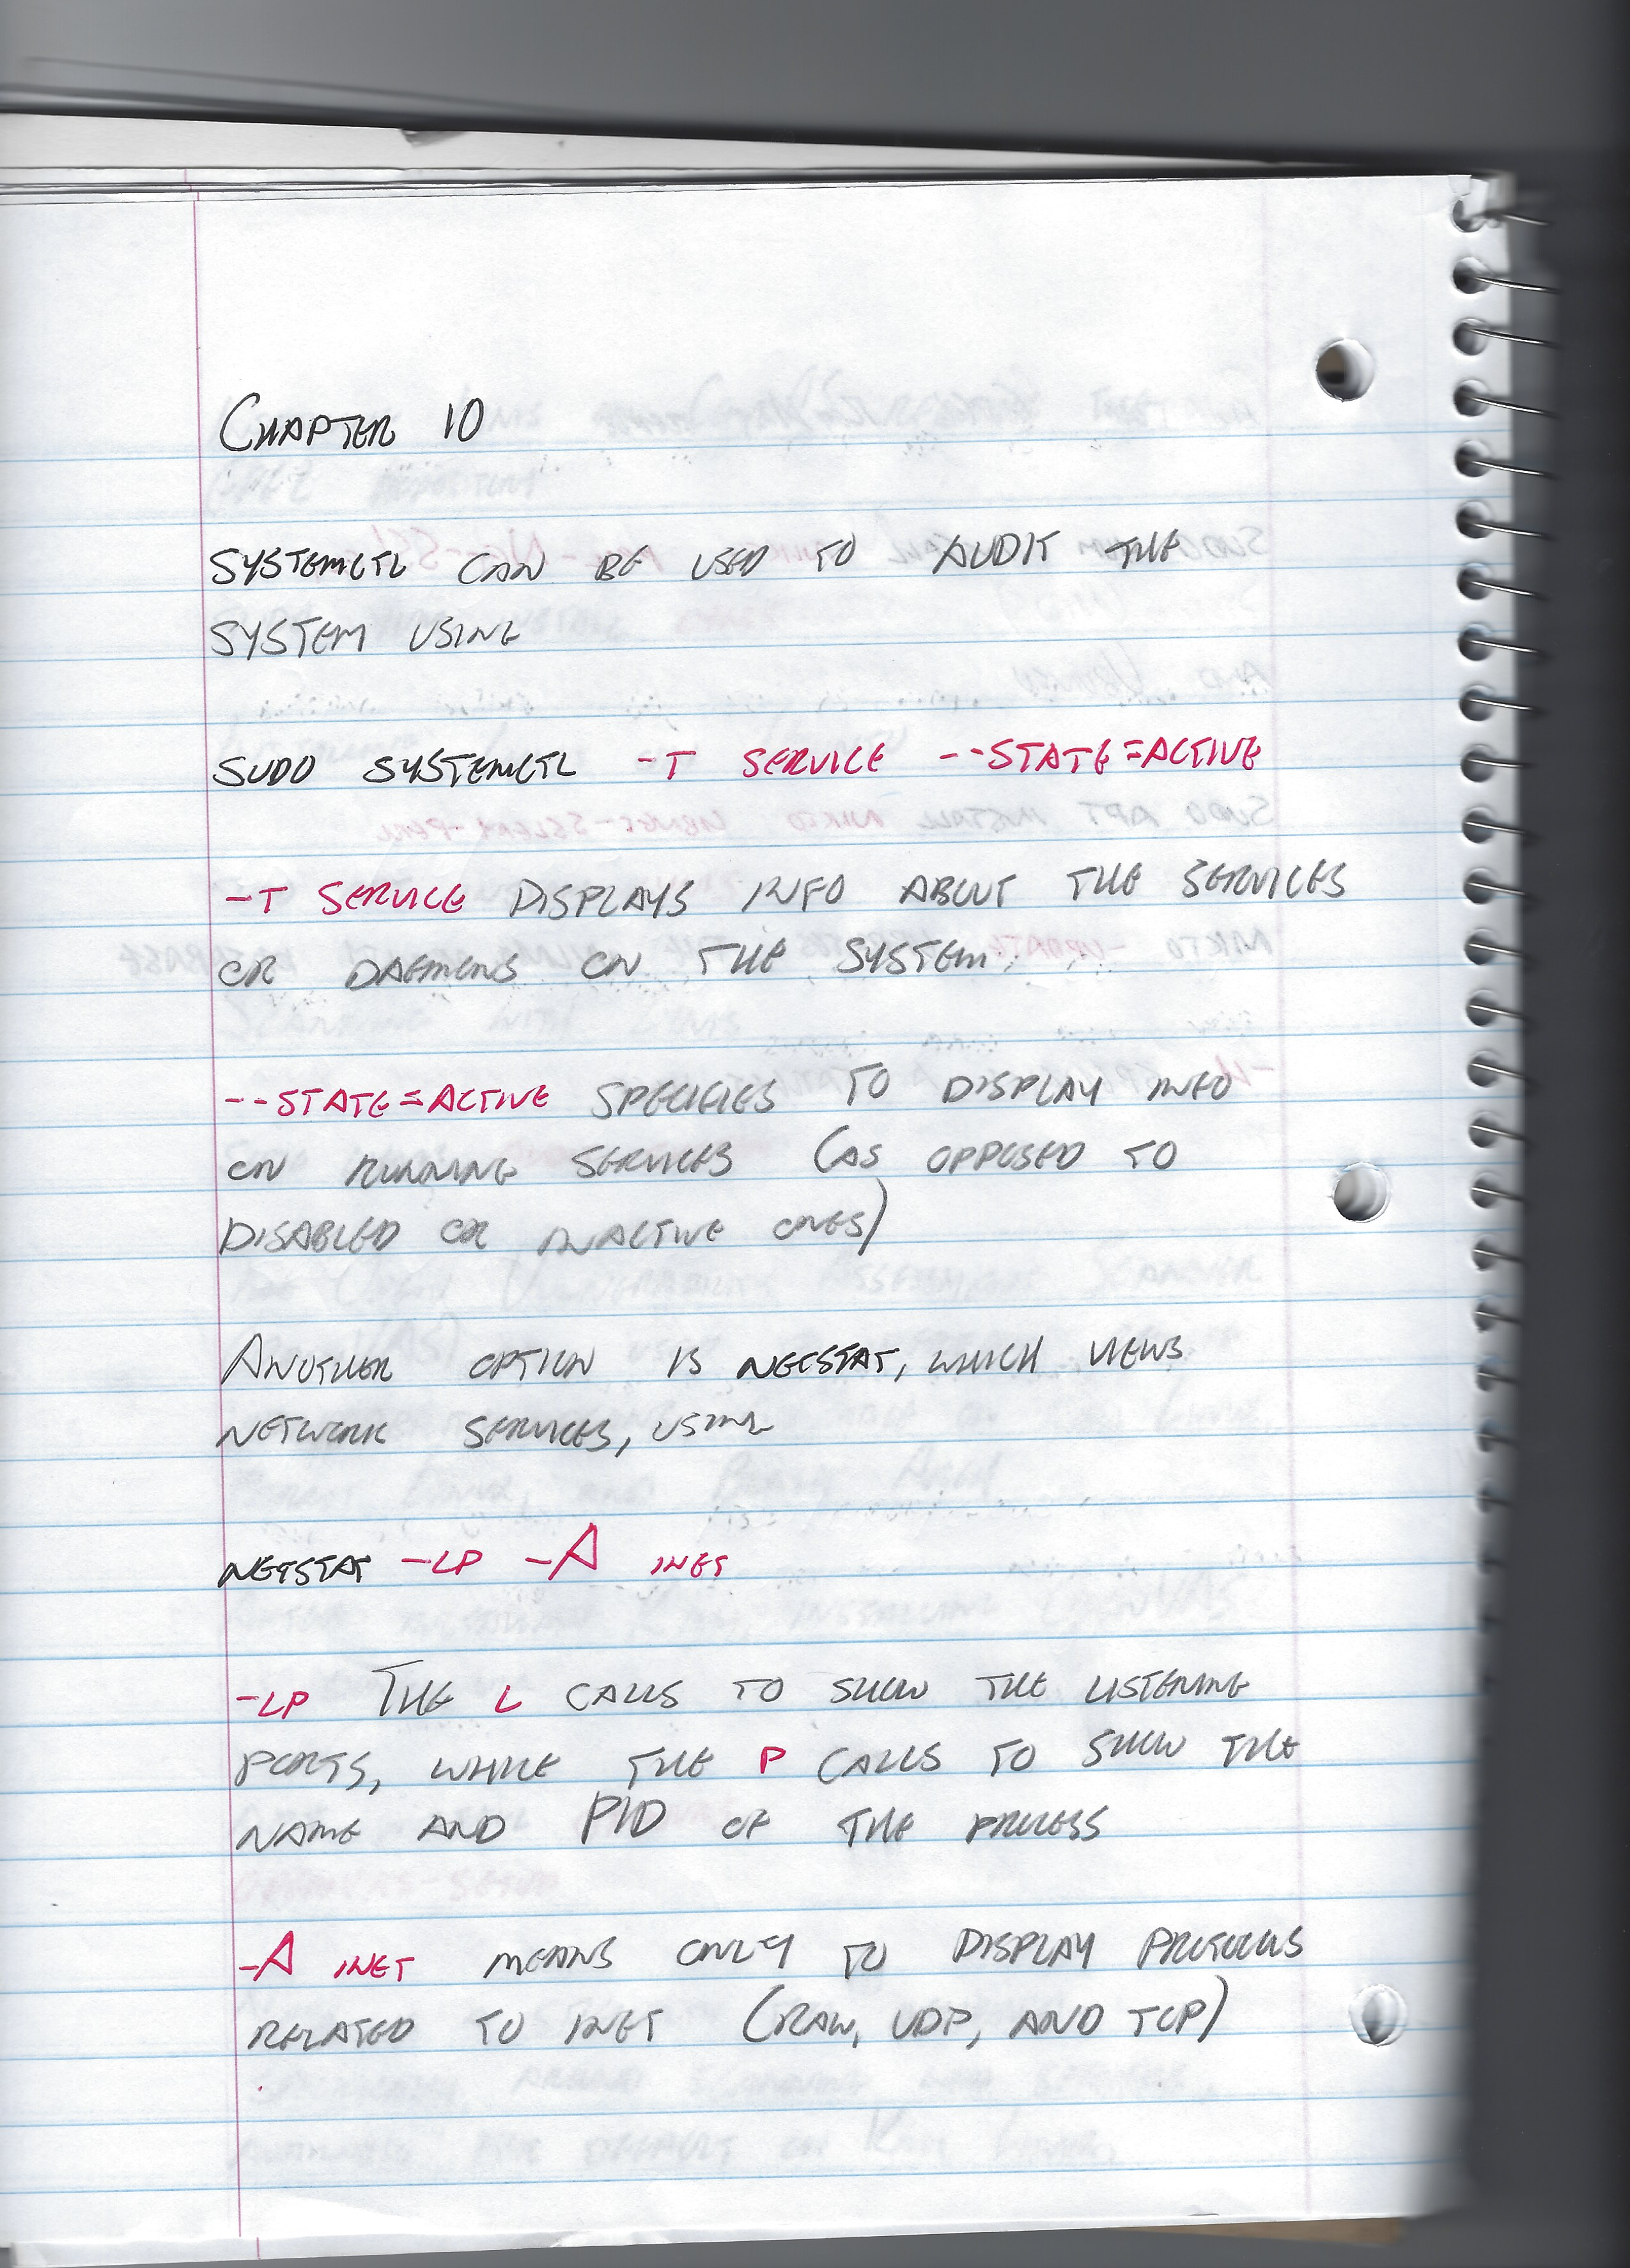 CHAPTER 10
SYSTEMCTL CAN BE USED TO AUDIT THE
SYSTEM USING
SUDO SYSTEMCTL -T SERVICE --STATE=ACTIVE
-T SERVICE DISPLAYS INFO ABOUT THE SERVICES
OR DAEMONS ON THE SYSTEM.
--STATE=ACTIVE SPECIFIES TO DISPLAY INFO
ON RUNNING SERVICES (AS OPPOSED TO
DISABLED OR INACTIVE ONES)
ANOTHER OPTION IS NETSTAT, WHICH VIEWS
NETWORK SERVICES, USING
NETSTAT -LP -A INET
-LP THE L CALLS TO SHOW THE LISTENING
PORTS, WHILE THE P CALLS TO SHOW THE
NAME AND PID OF THE PROCESS
-A INET MEANS ONLY TO DISPLAY PROTOCOLS
RELATED TO INET (RAW, UDP, AND TCP)